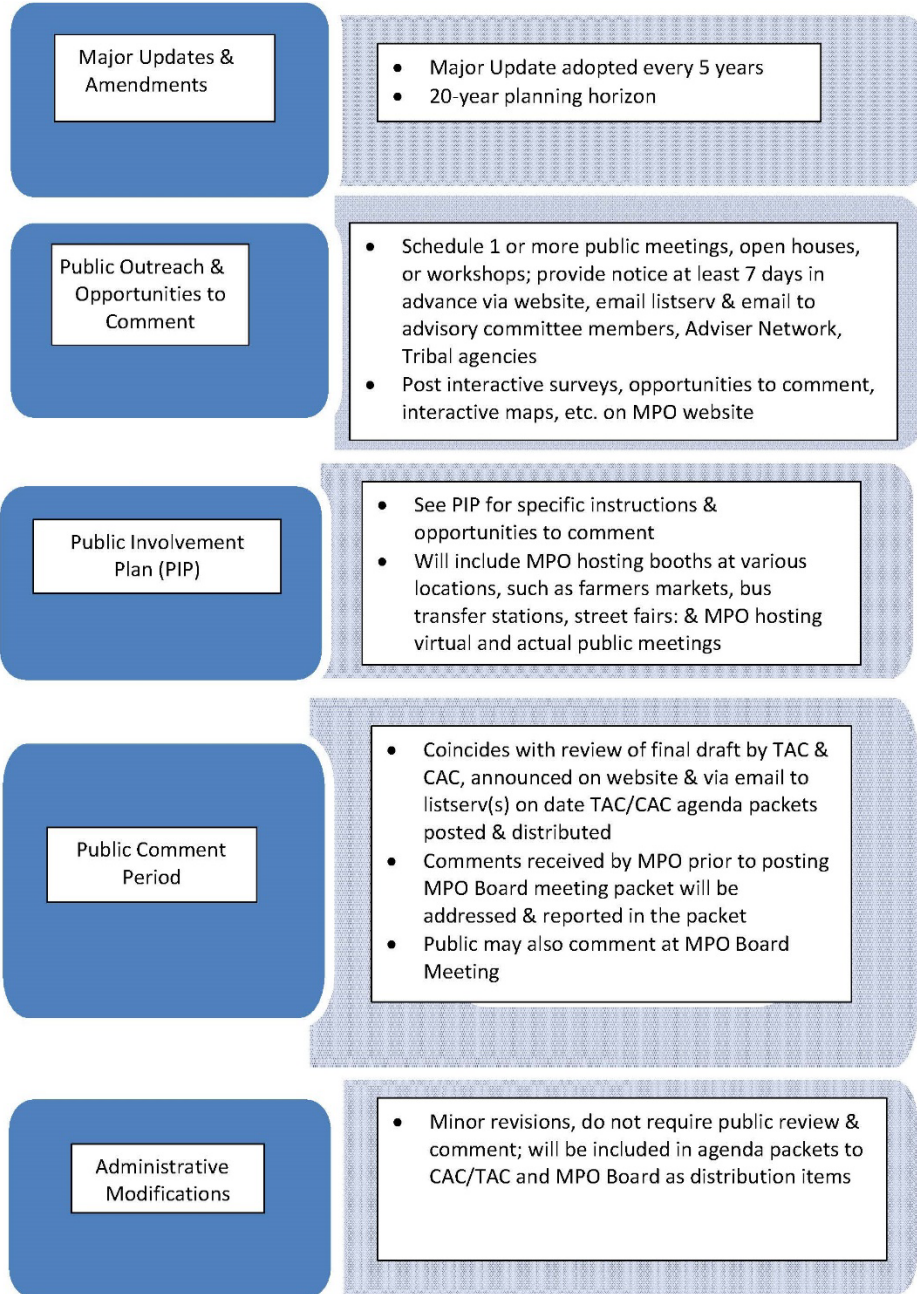 Major Updates &
Amendments
• Major Update adopted every 5 years
• 20-year planning horizon
Public Outreach &
Opportunities to
Comment
• Schedule 1 or more public meetings, open houses,
or workshops; provide notice at least 7 days in
advance via website, email listserv & email to
advisory committee members, Adviser Network,
Tribal agencies
• Post interactive surveys, opportunities to comment,
interactive maps, etc. on MPO website
Public Involvement
Plan (PIP)
• See PIP for specific instructions &
opportunities to comment
• Will include MPO hosting booths at various
locations, such as farmers markets, bus
transfer stations, street fairs: & MPO hosting
virtual and actual public meetings
Public Comment
Period
• Coincides with review of final draft by TAC &
CAC, announced on website & via email to
listserv(s) on date TAC/CAC agenda packets
posted & distributed
• Comments received by MPO prior to posting
MPO Board meeting packet will be
addressed & reported in the packet
• Public may also comment at MPO Board
Meeting
Administrative
Modifications
• Minor revisions, do not require public review &
comment; will be included in agenda packets to
CAC/TAC and MPO Board as distribution items